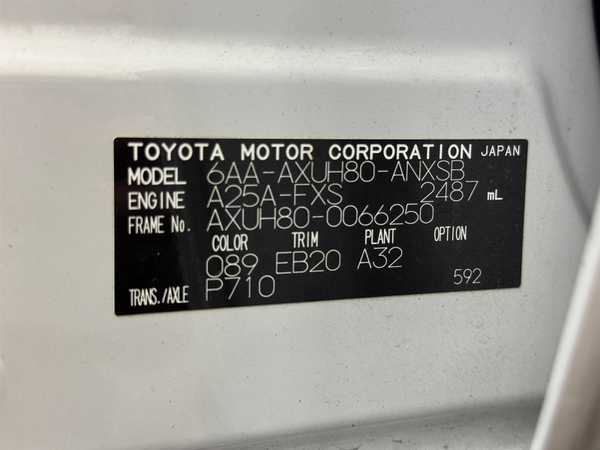 TOYOTA MOTOR CORPORATION JAPAN
MODEL 6AA-AXUH80-ANXSB
ENGINE A25A-FXS 2487 mL
FRAME No. AXUH80-0066250
COLOR TRIM PLANT OPTION
089 EB20 A32
TRANS./AXLE P710 592